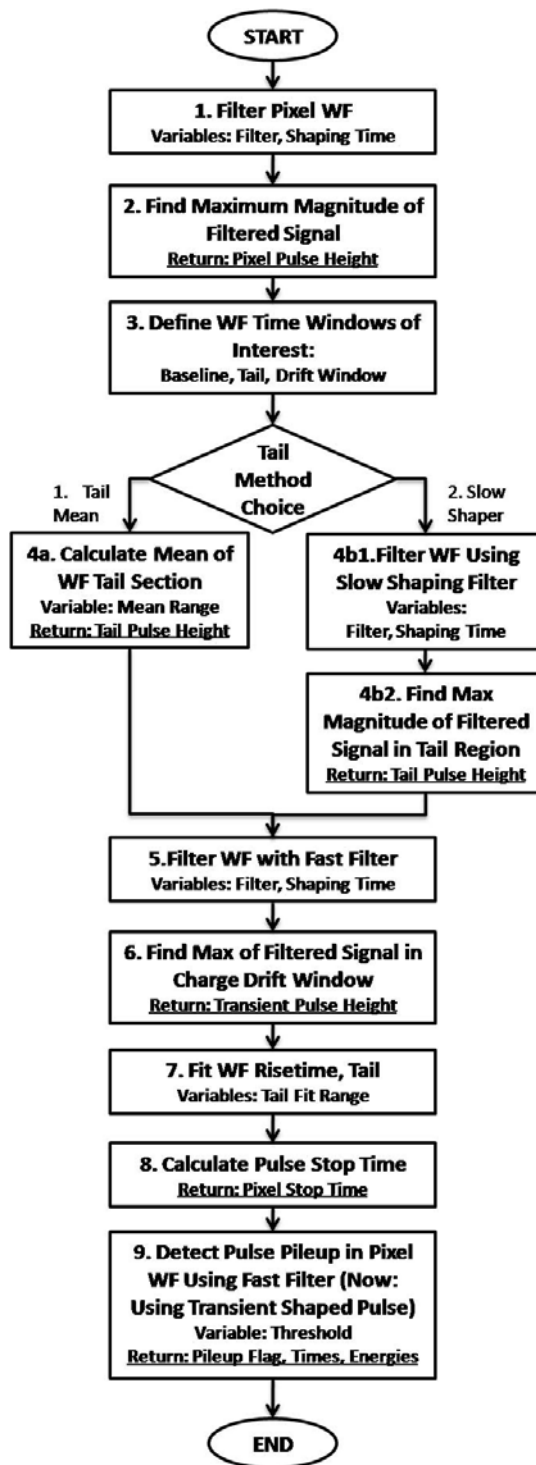 START
1. Filter Pixel WF
Variables: Filter, Shaping Time
2. Find Maximum Magnitude of
Filtered Signal
Return: Pixel Pulse Height
3. Define WF Time Windows of
Interest:
Baseline, Tail, Drift Window
Tail
Method
Choice
1. Tail
Mean
2. Slow
Shaper
4a. Calculate Mean of
WF Tail Section
Variable: Mean Range
Return: Tail Pulse Height
4b1.Filter WF Using
Slow Shaping Filter
Variables:
Filter, Shaping Time
4b2. Find Max
Magnitude of Filtered
Signal in Tail Region
Return: Tail Pulse Height
5.Filter WF with Fast Filter
Variables: Filter, Shaping Time
6. Find Max of Filtered Signal in
Charge Drift Window
Return: Transient Pulse Height
7. Fit WF Risetime, Tail
Variables: Tail Fit Range
8. Calculate Pulse Stop Time
Return: Pixel Stop Time
9. Detect Pulse Pileup in Pixel
WF Using Fast Filter (Now:
Using Transient Shaped Pulse)
Variable: Threshold
Return: Pileup Flag, Times, Energies
END